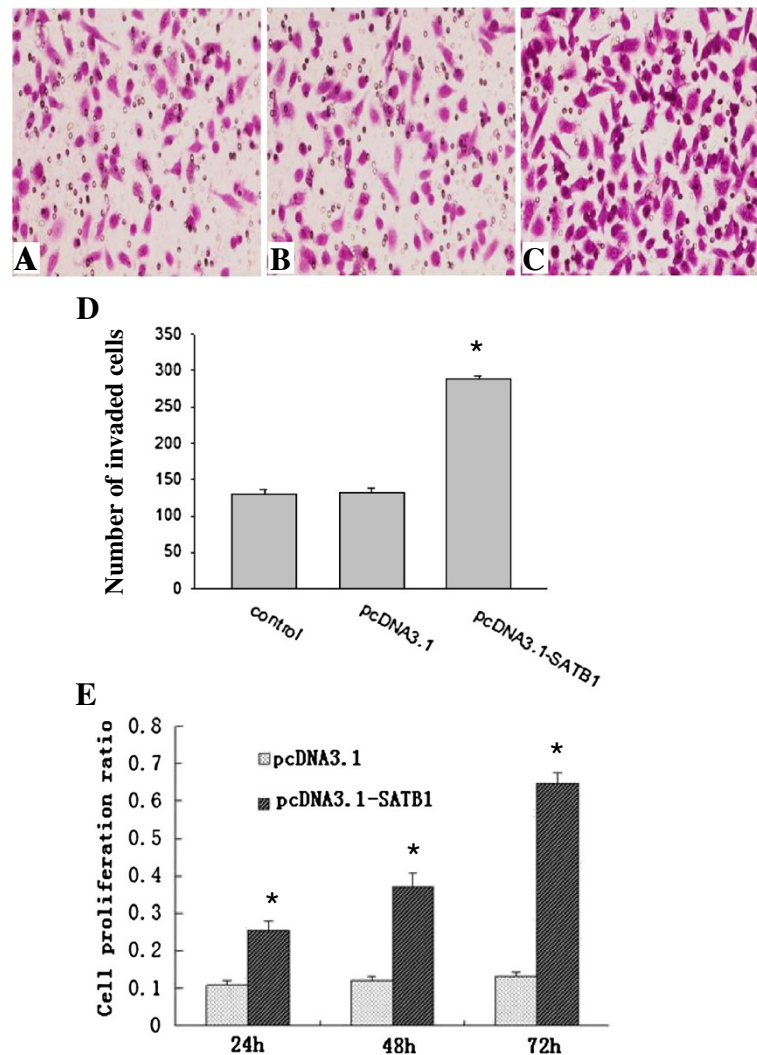 A
B
C
D
Number of invaded cells
350
300
250
200
150
100
50
0
*
control
pcDNA3.1
pcDNA3.1-SATB1
E
Cell proliferation ratio
0.8
0.7
0.6
0.5
0.4
0.3
0.2
0.1
0
pcDNA3.1
pcDNA3.1-SATB1
*
*
*
24h
48h
72h